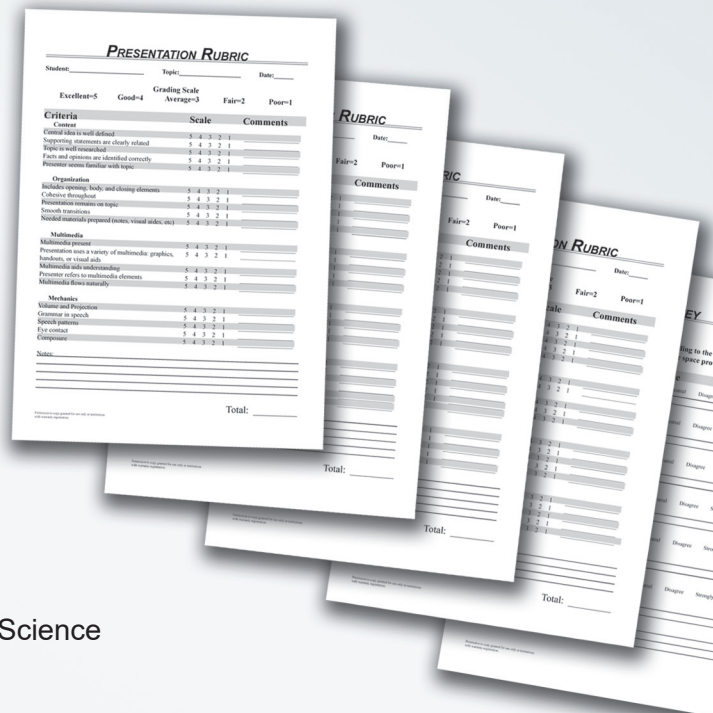 PRESENTATION RUBRIC
Student: Topic: Date:
Grading Scale
Excellent=5 Good=4 Average=3 Fair=2 Poor=1
Criteria Scale Comments
Content
Central idea is well defined 5 4 3 2 1
Supporting statements are clearly related 5 4 3 2 1
Topic is well researched 5 4 3 2 1
Facts and opinions are identified correctly 5 4 3 2 1
Presenter seems familiar with topic 5 4 3 2 1
Organization
Includes opening, body, and closing elements 5 4 3 2 1
Cohesive throughout 5 4 3 2 1
Presentation remains on topic 5 4 3 2 1
Smooth transitions 5 4 3 2 1
Needed materials prepared (notes, visual aides, etc) 5 4 3 2 1
Multimedia
Multimedia present 5 4 3 2 1
Presentation uses a variety of multimedia: graphics, 5 4 3 2 1
handouts, or visual aids
Multimedia aids understanding 5 4 3 2 1
Presenter refers to multimedia elements 5 4 3 2 1
Multimedia flows naturally 5 4 3 2 1
Mechanics
Volume and Projection 5 4 3 2 1
Grammar in speech 5 4 3 2 1
Speech patterns 5 4 3 2 1
Eye contact 5 4 3 2 1
Composure 5 4 3 2 1
Notes:
Total:
RUBRIC
Date:
Fair=2 Poor=1
Comments
Total:
RIC
Date:
Fair=2 Poor=1
Comments
Total:
ON RUBRIC
Date:
Fair=2 Poor=1
cale Comments
Total:
EY
ding to the
space pro
Disagree
Disagree
Disagree
Disagree
Disagree
Disagree Strongly
Science